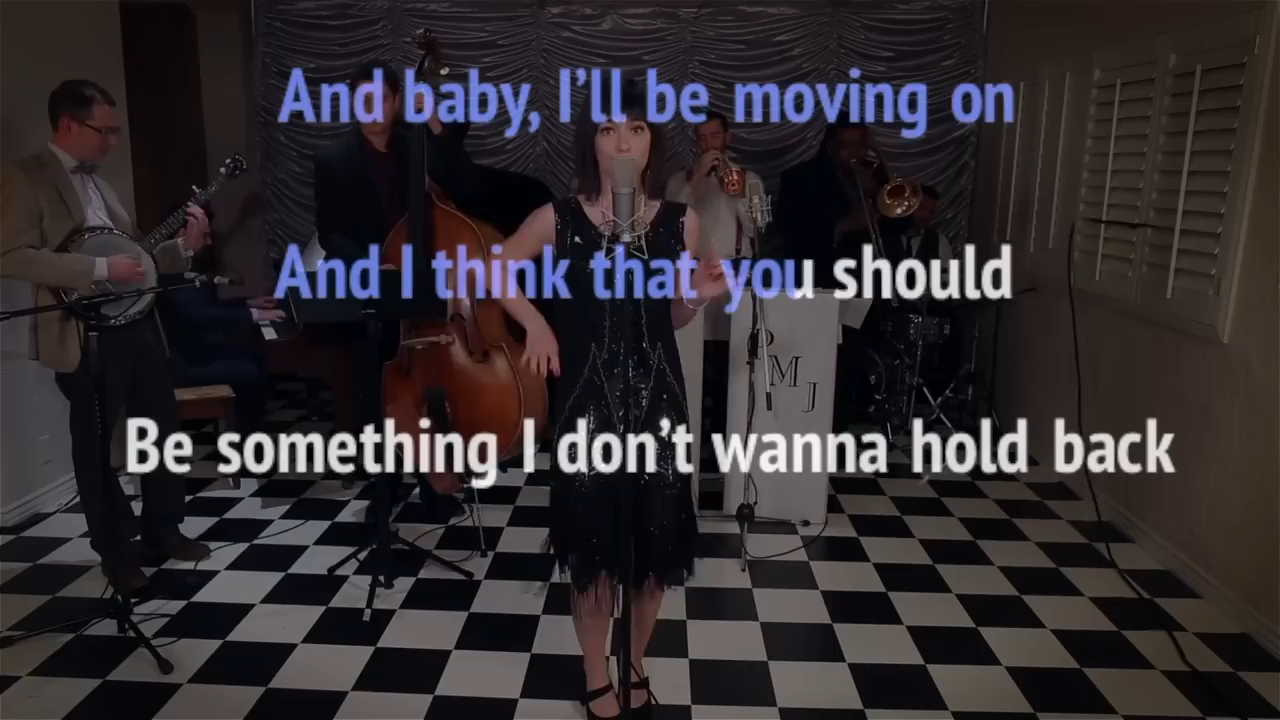 And baby, I’ll be moving on
And I think that you should
Be something I don’t wanna hold back
P
M
J